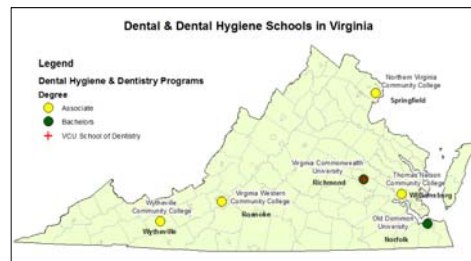 Dental & Dental Hygiene Schools in Virginia
Legend
Dental Hygiene & Dentistry Programs
Degree
Associate
Bachelors
VCU School of Dentistry
Northern Virginia
Community College
Springfield
Virginia Commonwealth
University
Richmond
Thomas Nelson
Community College
Williamsburg
Virginia Western
Community College
Roanoke
Wytheville
Community College
Wytheville
Old Dominion
University
Norfolk